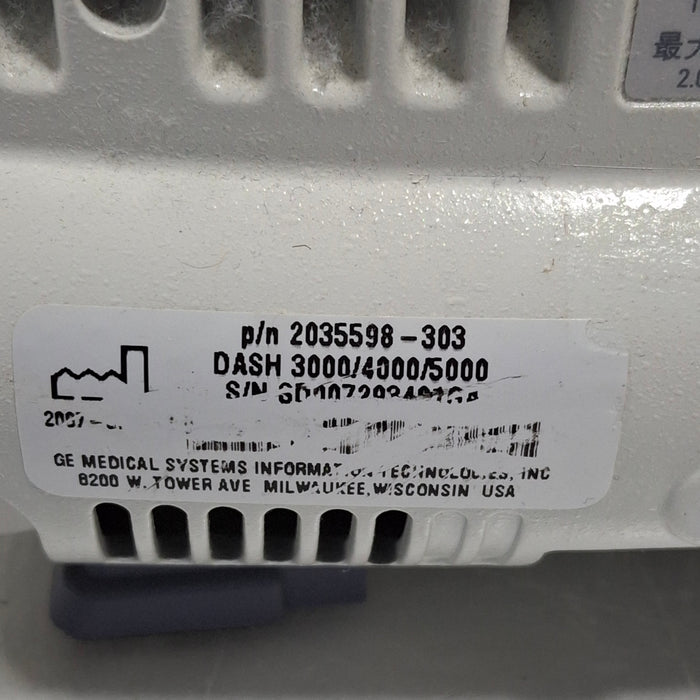 最
2.
p/n 2035598-303
DASH 3000/4000/5000
S/N
GE MEDICAL SYSTEMS INFORMATION TECHNOLOGIES, INC
8200 W. TOWER AVE MILWAUKEE, WISCONSIN USA